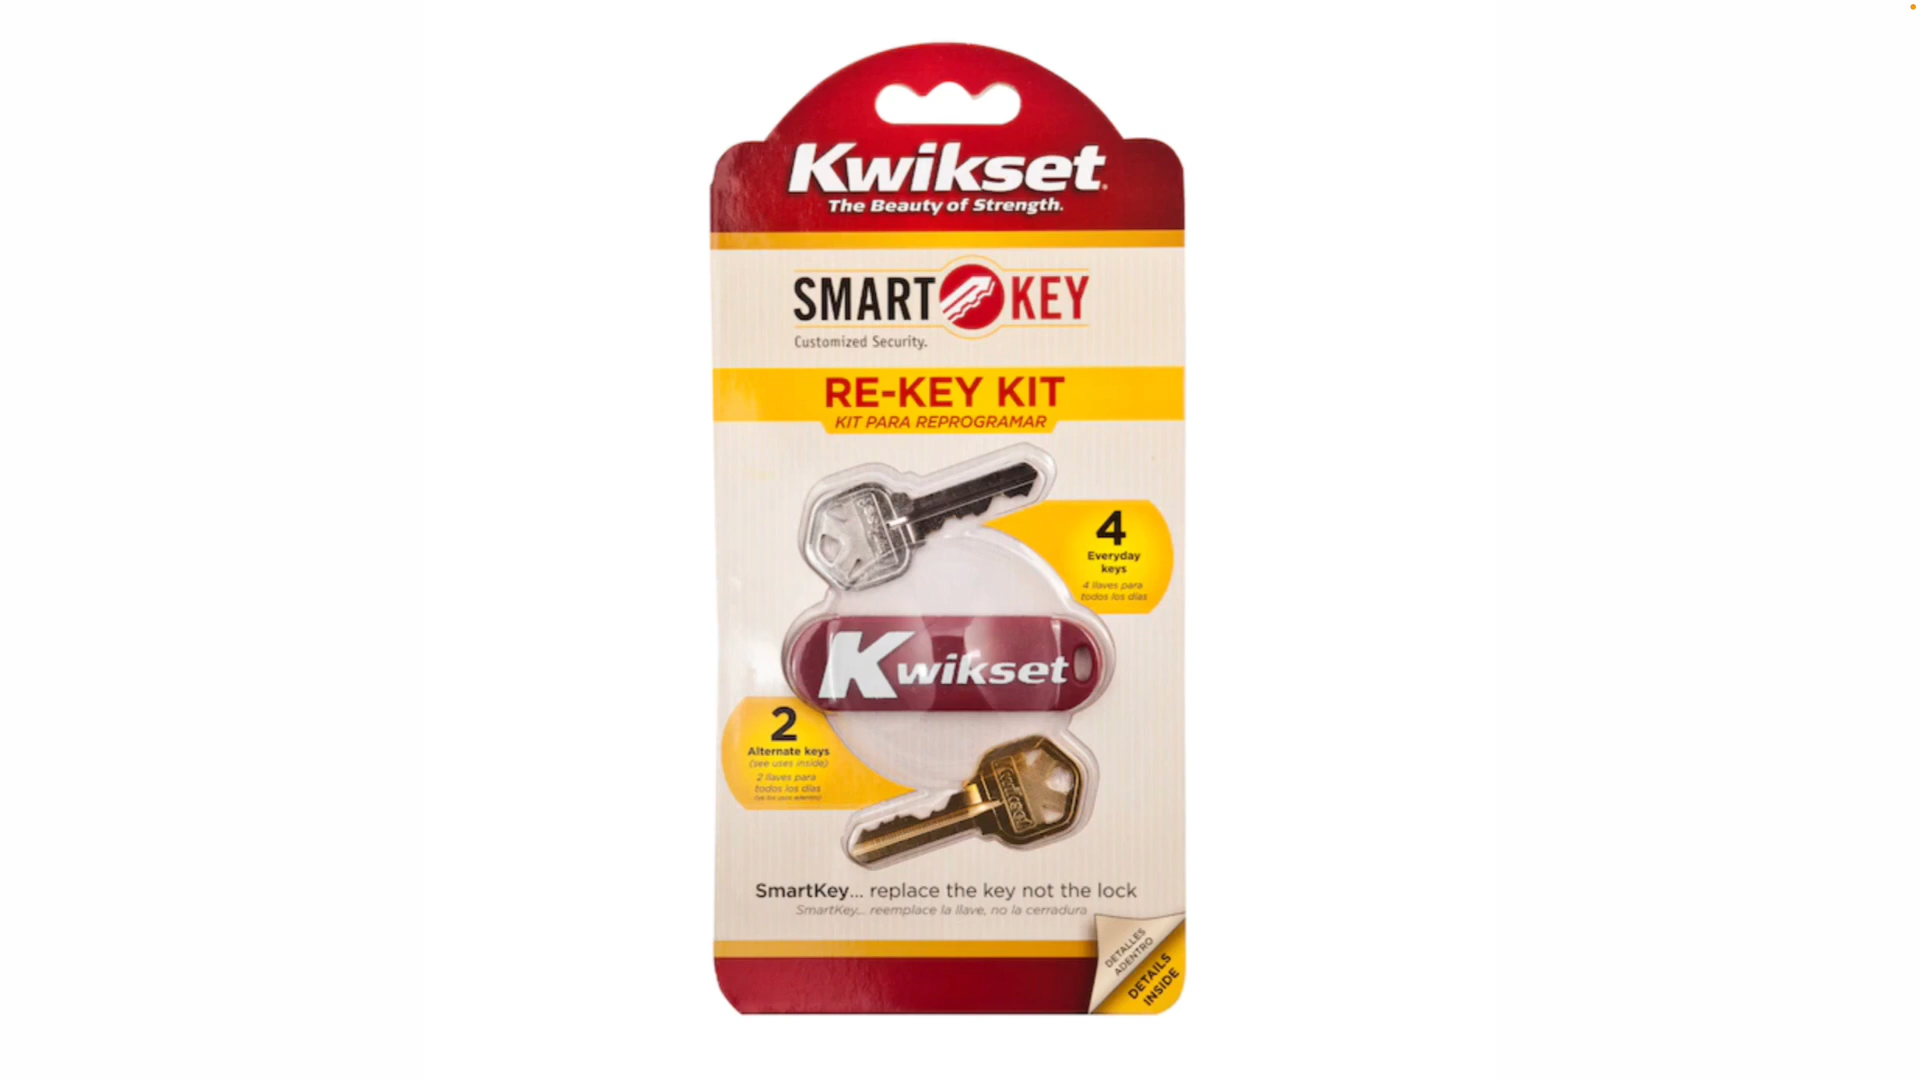 Kwikset
The Beauty of Strength.
SMART KEY
Customized Security.
RE-KEY KIT
KIT PARA REPROGRAMAR
4
Everyday
keys
4 llaves para
todos los días
Kwikset
2
Alternate keys
(see uses inside)
2 llaves para
todos los días
SmartKey... replace the key not the lock
SmartKey... reemplace la llave, no la cerradura
DETALLES
ADENTRO
DETAILS
INSIDE